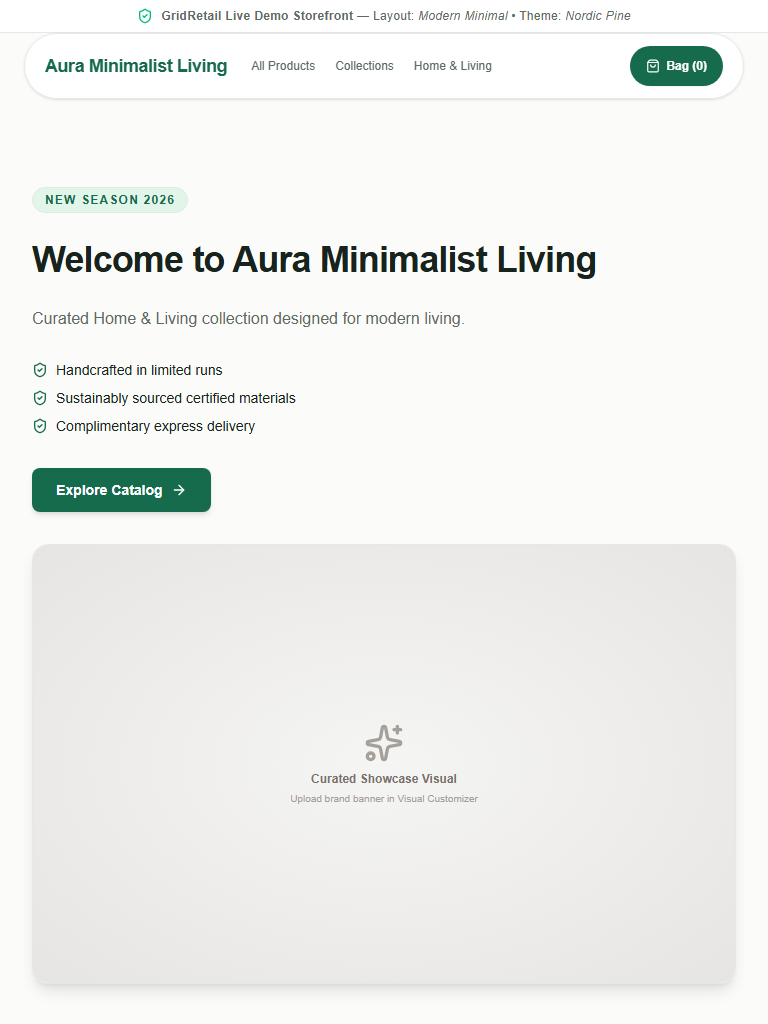 GridRetail Live Demo Storefront — Layout: Modern Minimal • Theme: Nordic Pine
Aura Minimalist Living All Products Collections Home & Living Bag (0)
NEW SEASON 2026
Welcome to Aura Minimalist Living
Curated Home & Living collection designed for modern living.
Handcrafted in limited runs
Sustainably sourced certified materials
Complimentary express delivery
Explore Catalog
Curated Showcase Visual
Upload brand banner in Visual Customizer